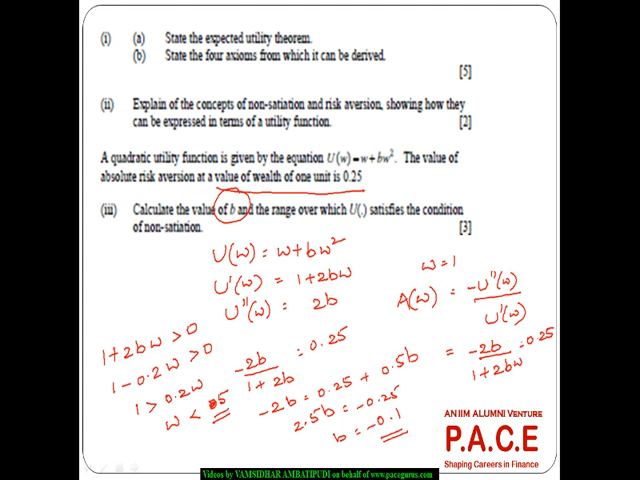 (i) (a) State the expected utility theorem.
(b) State the four axioms from which it can be derived.
[5]
(ii) Explain of the concepts of non-satiation and risk aversion, showing how they
can be expressed in terms of a utility function. [2]
A quadratic utility function is given by the equation U(w) = w + bw². The value of
absolute risk aversion at a value of wealth of one unit is 0.25
(iii) Calculate the value of b and the range over which U(.) satisfies the condition
of non-satiation. [3]
U(w) = w + bw²
U'(w) = 1 + 2bw
U''(w) = 2b
w = 1
A(w) = -U''(w) / U'(w)
= -2b / 1 + 2bw = 0.25
1 + 2bw > 0
1 - 0.2w > 0
1 > 0.2w
w < 5
-2b / 1 + 2b = 0.25
-2b = 0.25 + 0.5b
2.5b = -0.25
b = -0.1
AN IIM ALUMNI VENTURE
P.A.C.E
Shaping Careers in Finance
Videos by VAMSIDHAR AMBATIPUDI on behalf of www.pacegurus.com